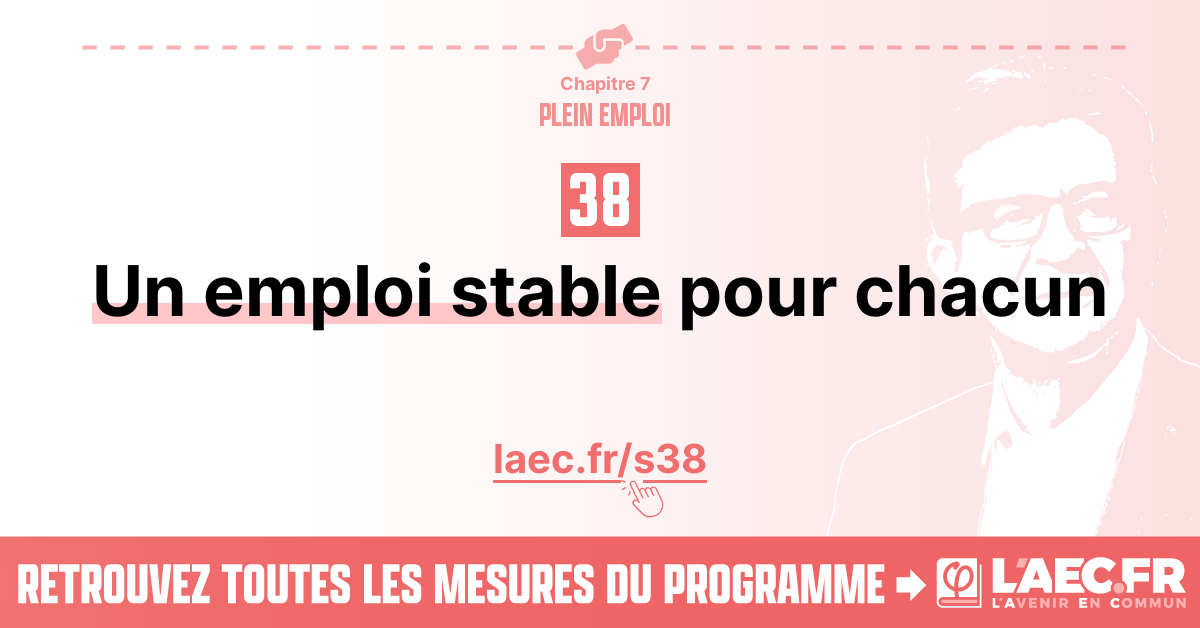 Chapitre 7
PLEIN EMPLOI
38
Un emploi stable pour chacun
laec.fr/s38
RETROUVEZ TOUTES LES MESURES DU PROGRAMME
L'AEC.FR
L'AVENIR EN COMMUN